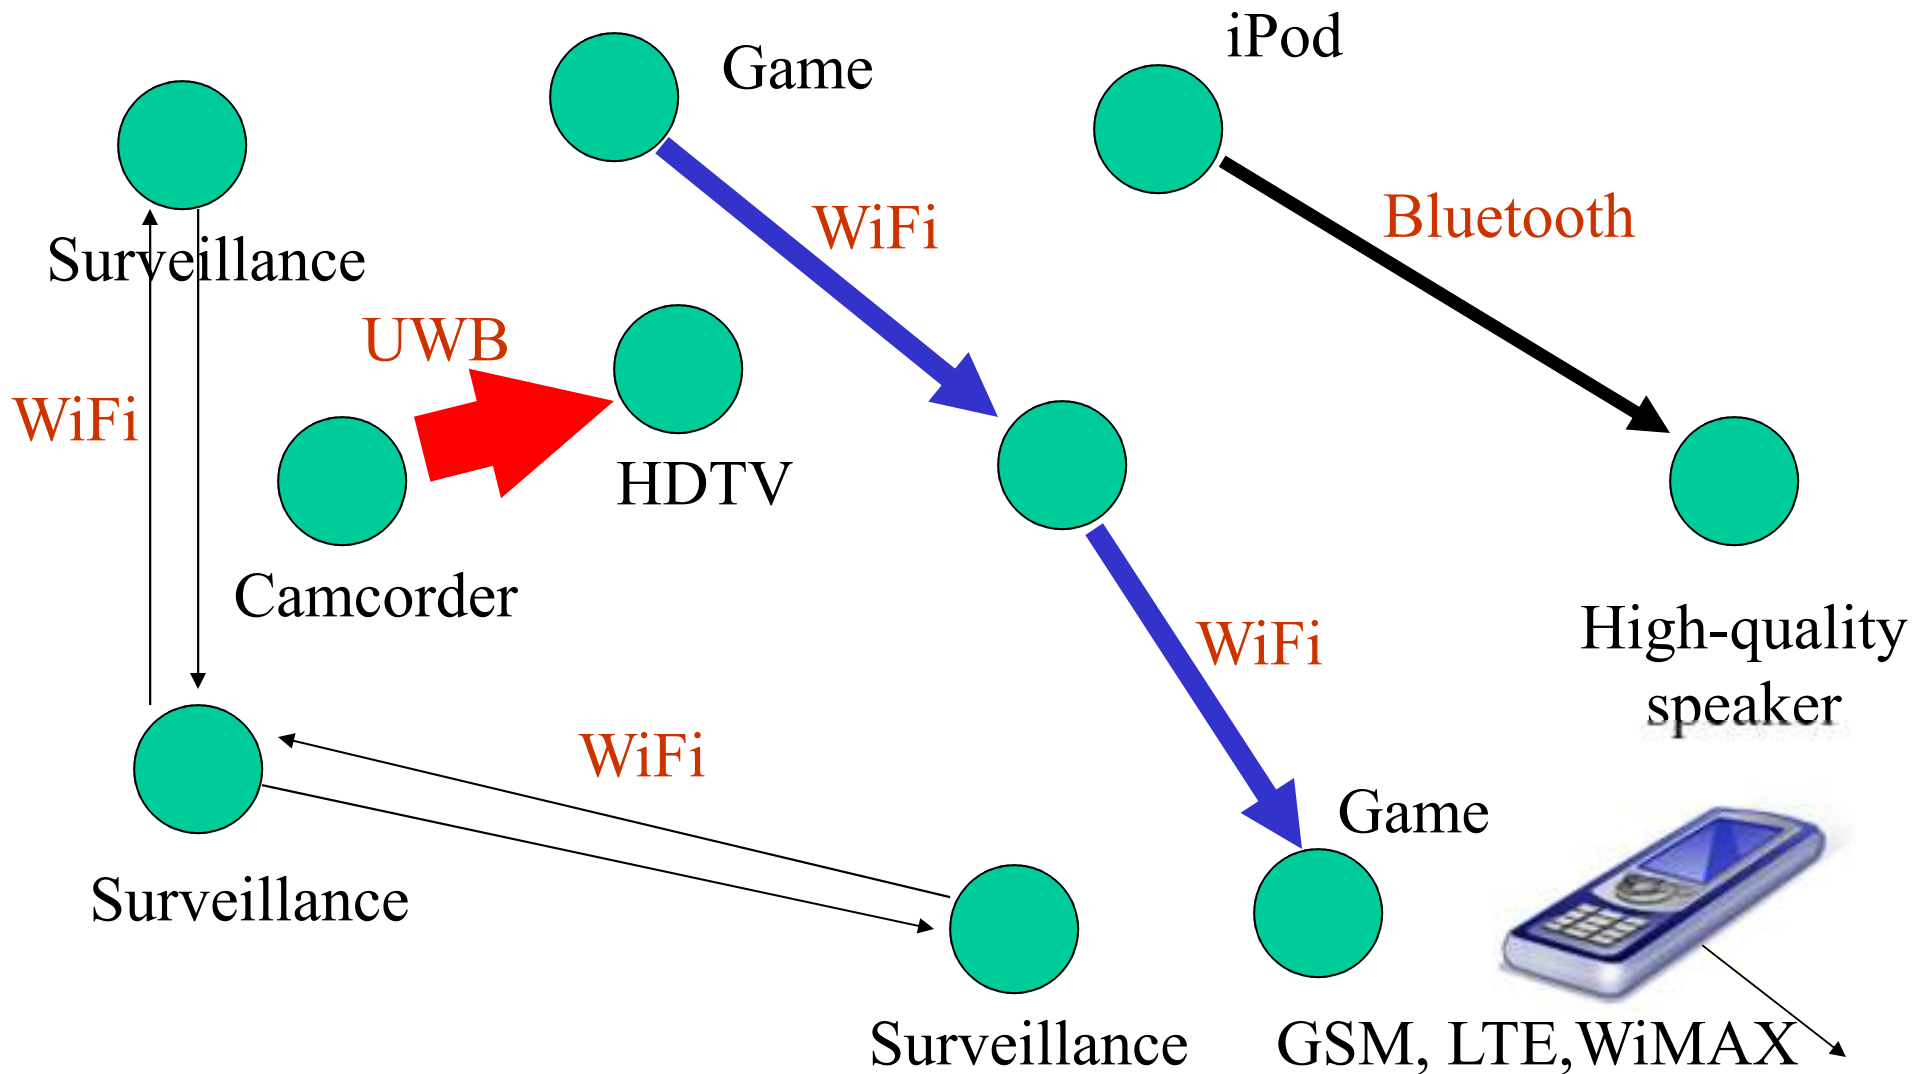 iPod
Game
Bluetooth
WiFi
Surveillance
UWB
WiFi
HDTV
Camcorder
WiFi
High-quality
speaker
WiFi
Game
Surveillance
Surveillance
GSM, LTE,WiMAX